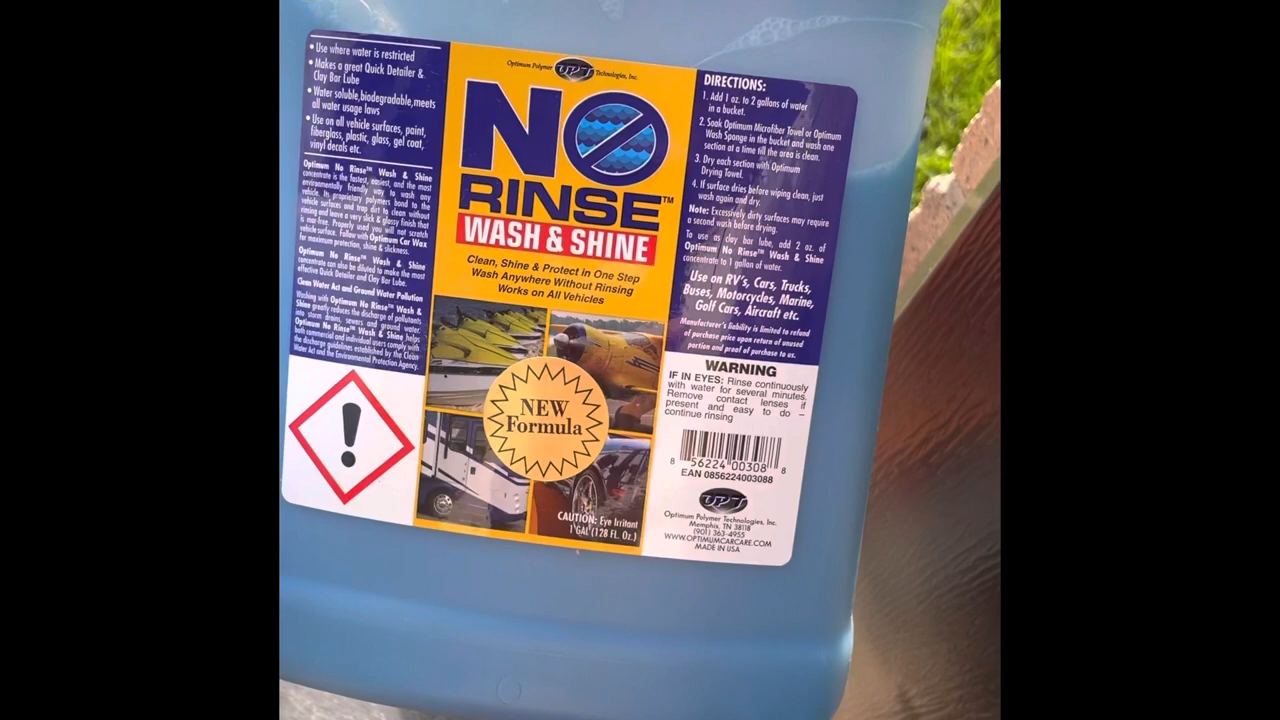 • Use where water is restricted
• Makes a great Quick Detailer &
Clay Bar Lube
• Water soluble,biodegradable,meets
all water usage laws
• Use on all vehicle surfaces, paint,
fiberglass, plastic, glass, gel coat,
vinyl decals etc.
Optimum No Rinse™ Wash & Shine
concentrate is the fastest, easiest, and the most
environmentally friendly way to wash any
vehicle. Its proprietary polymers bond to the
vehicle surfaces and trap dirt to clean without
rinsing and leave a very slick & glossy finish that
is mar-free. Properly used you will not scratch
vehicle surface. Follow with Optimum Car Wax
for maximum protection, shine & slickness.
Optimum No Rinse™ Wash & Shine
concentrate can also be diluted to make the most
effective Quick Detailer and Clay Bar Lube.
Clean Water Act and Ground Water Pollution
Washing with Optimum No Rinse™ Wash &
Shine greatly reduces the discharge of pollutants
into storm drains, sewers and ground water.
Optimum No Rinse™ Wash & Shine helps
both commercial and individual users comply with
the discharge guidelines established by the Clean
Water Act and the Environmental Protection Agency.
Optimum Polymer OPT Technologies, Inc.
NO
RINSE™
WASH & SHINE
Clean, Shine & Protect in One Step
Wash Anywhere Without Rinsing
Works on All Vehicles
NEW
Formula
CAUTION: Eye Irritant
1 GAL (128 FL. Oz.)
DIRECTIONS:
1. Add 1 oz. to 2 gallons of water
in a bucket.
2. Soak Optimum Microfiber Towel or Optimum
Wash Sponge in the bucket and wash one
section at a time till the area is clean.
3. Dry each section with Optimum
Drying Towel.
4. If surface dries before wiping clean, just
wash again and dry.
Note: Excessively dirty surfaces may require
a second wash before drying.
To use as clay bar lube, add 2 oz. of
Optimum No Rinse™ Wash & Shine
concentrate to 1 gallon of water.
Use on RV's, Cars, Trucks,
Buses, Motorcycles, Marine,
Golf Cars, Aircraft etc.
Manufacturer's liability is limited to refund
of purchase price upon return of unused
portion and proof of purchase to us.
WARNING
IF IN EYES: Rinse continuously
with water for several minutes.
Remove contact lenses if
present and easy to do –
continue rinsing
8 56224 00308 8
EAN 0856224003088
OPT
Optimum Polymer Technologies, Inc.
Memphis, TN 38118
(901) 363-4955
WWW.OPTIMUMCARCARE.COM
MADE IN USA